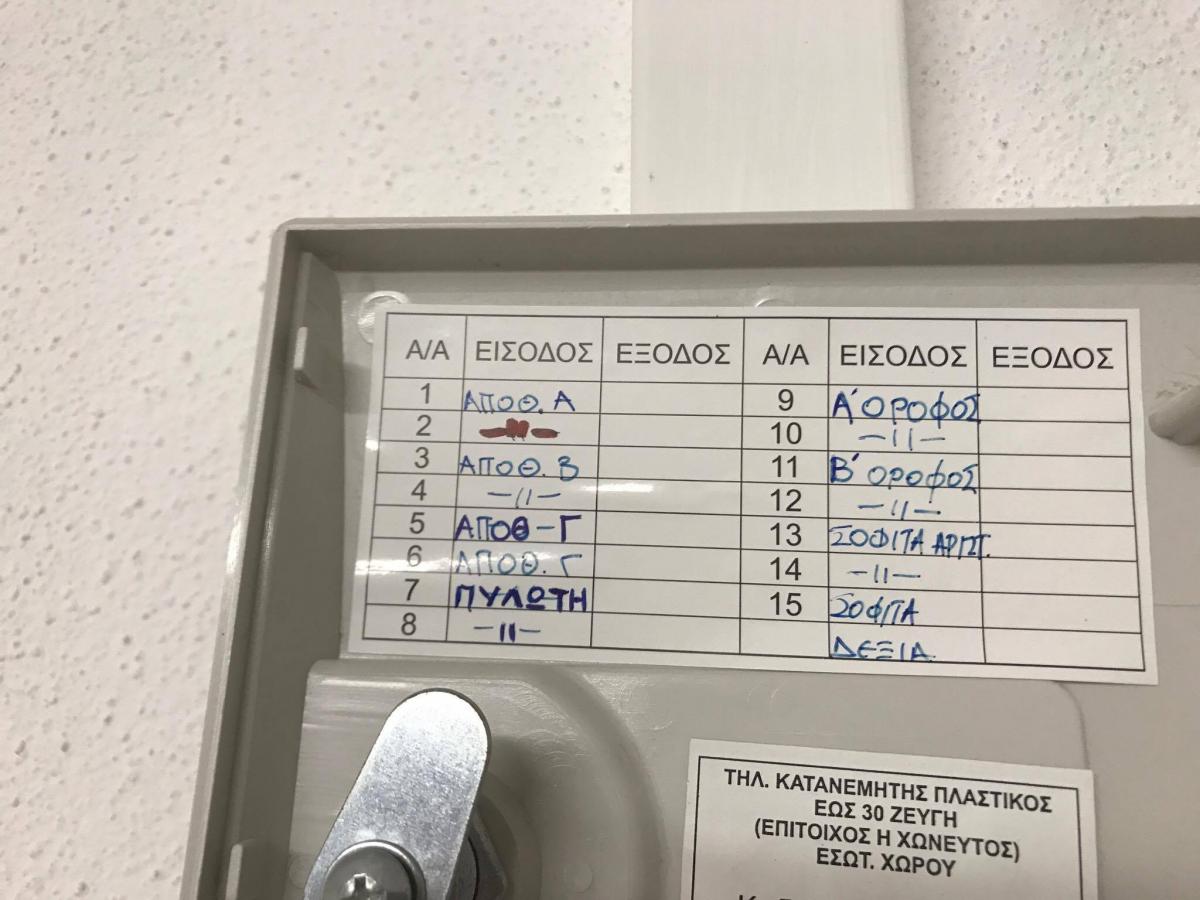 Α/Α ΕΙΣΟΔΟΣ ΕΞΟΔΟΣ Α/Α ΕΙΣΟΔΟΣ ΕΞΟΔΟΣ
1 ΑΠΟΘ. Α 9 Α' ΟΡΟΦΟΣ
2 -11- 10 -11-
3 ΑΠΟΘ. Β 11 Β' ΟΡΟΦΟΣ
4 -11- 12 -11-
5 ΑΠΟΘ-Γ 13 ΣΟΦΙΤΑ ΑΡΙΣΤ.
6 ΑΠΟΘ. Γ 14 -11-
7 ΠΥΛΩΤΗ 15 ΣΟΦΙΤΑ
8 -11- ΔΕΞΙΑ.
ΤΗΛ. ΚΑΤΑΝΕΜΗΤΗΣ ΠΛΑΣΤΙΚΟΣ
ΕΩΣ 30 ΖΕΥΓΗ
(ΕΠΙΤΟΙΧΟΣ Η ΧΩΝΕΥΤΟΣ)
ΕΣΩΤ. ΧΩΡΟΥ